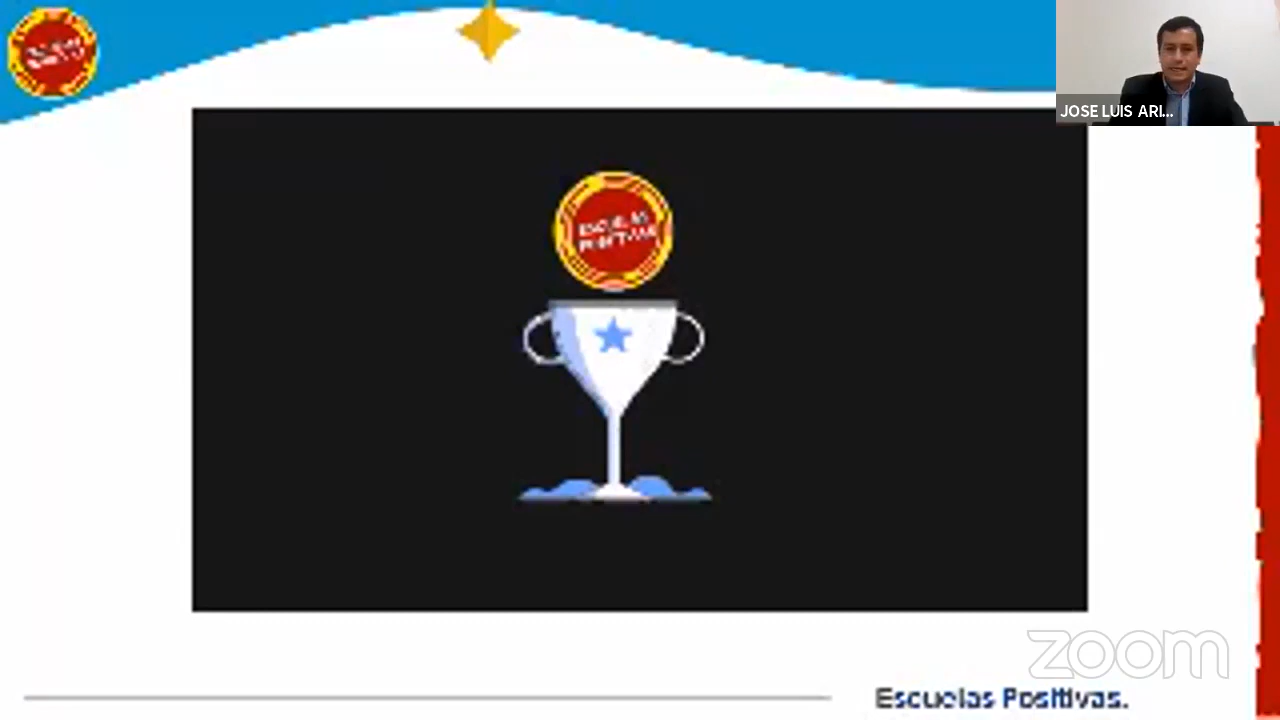 JOSE LUIS ARI...
ESCUELAS
POSITIVAS
zoom
Escuelas Positivas.